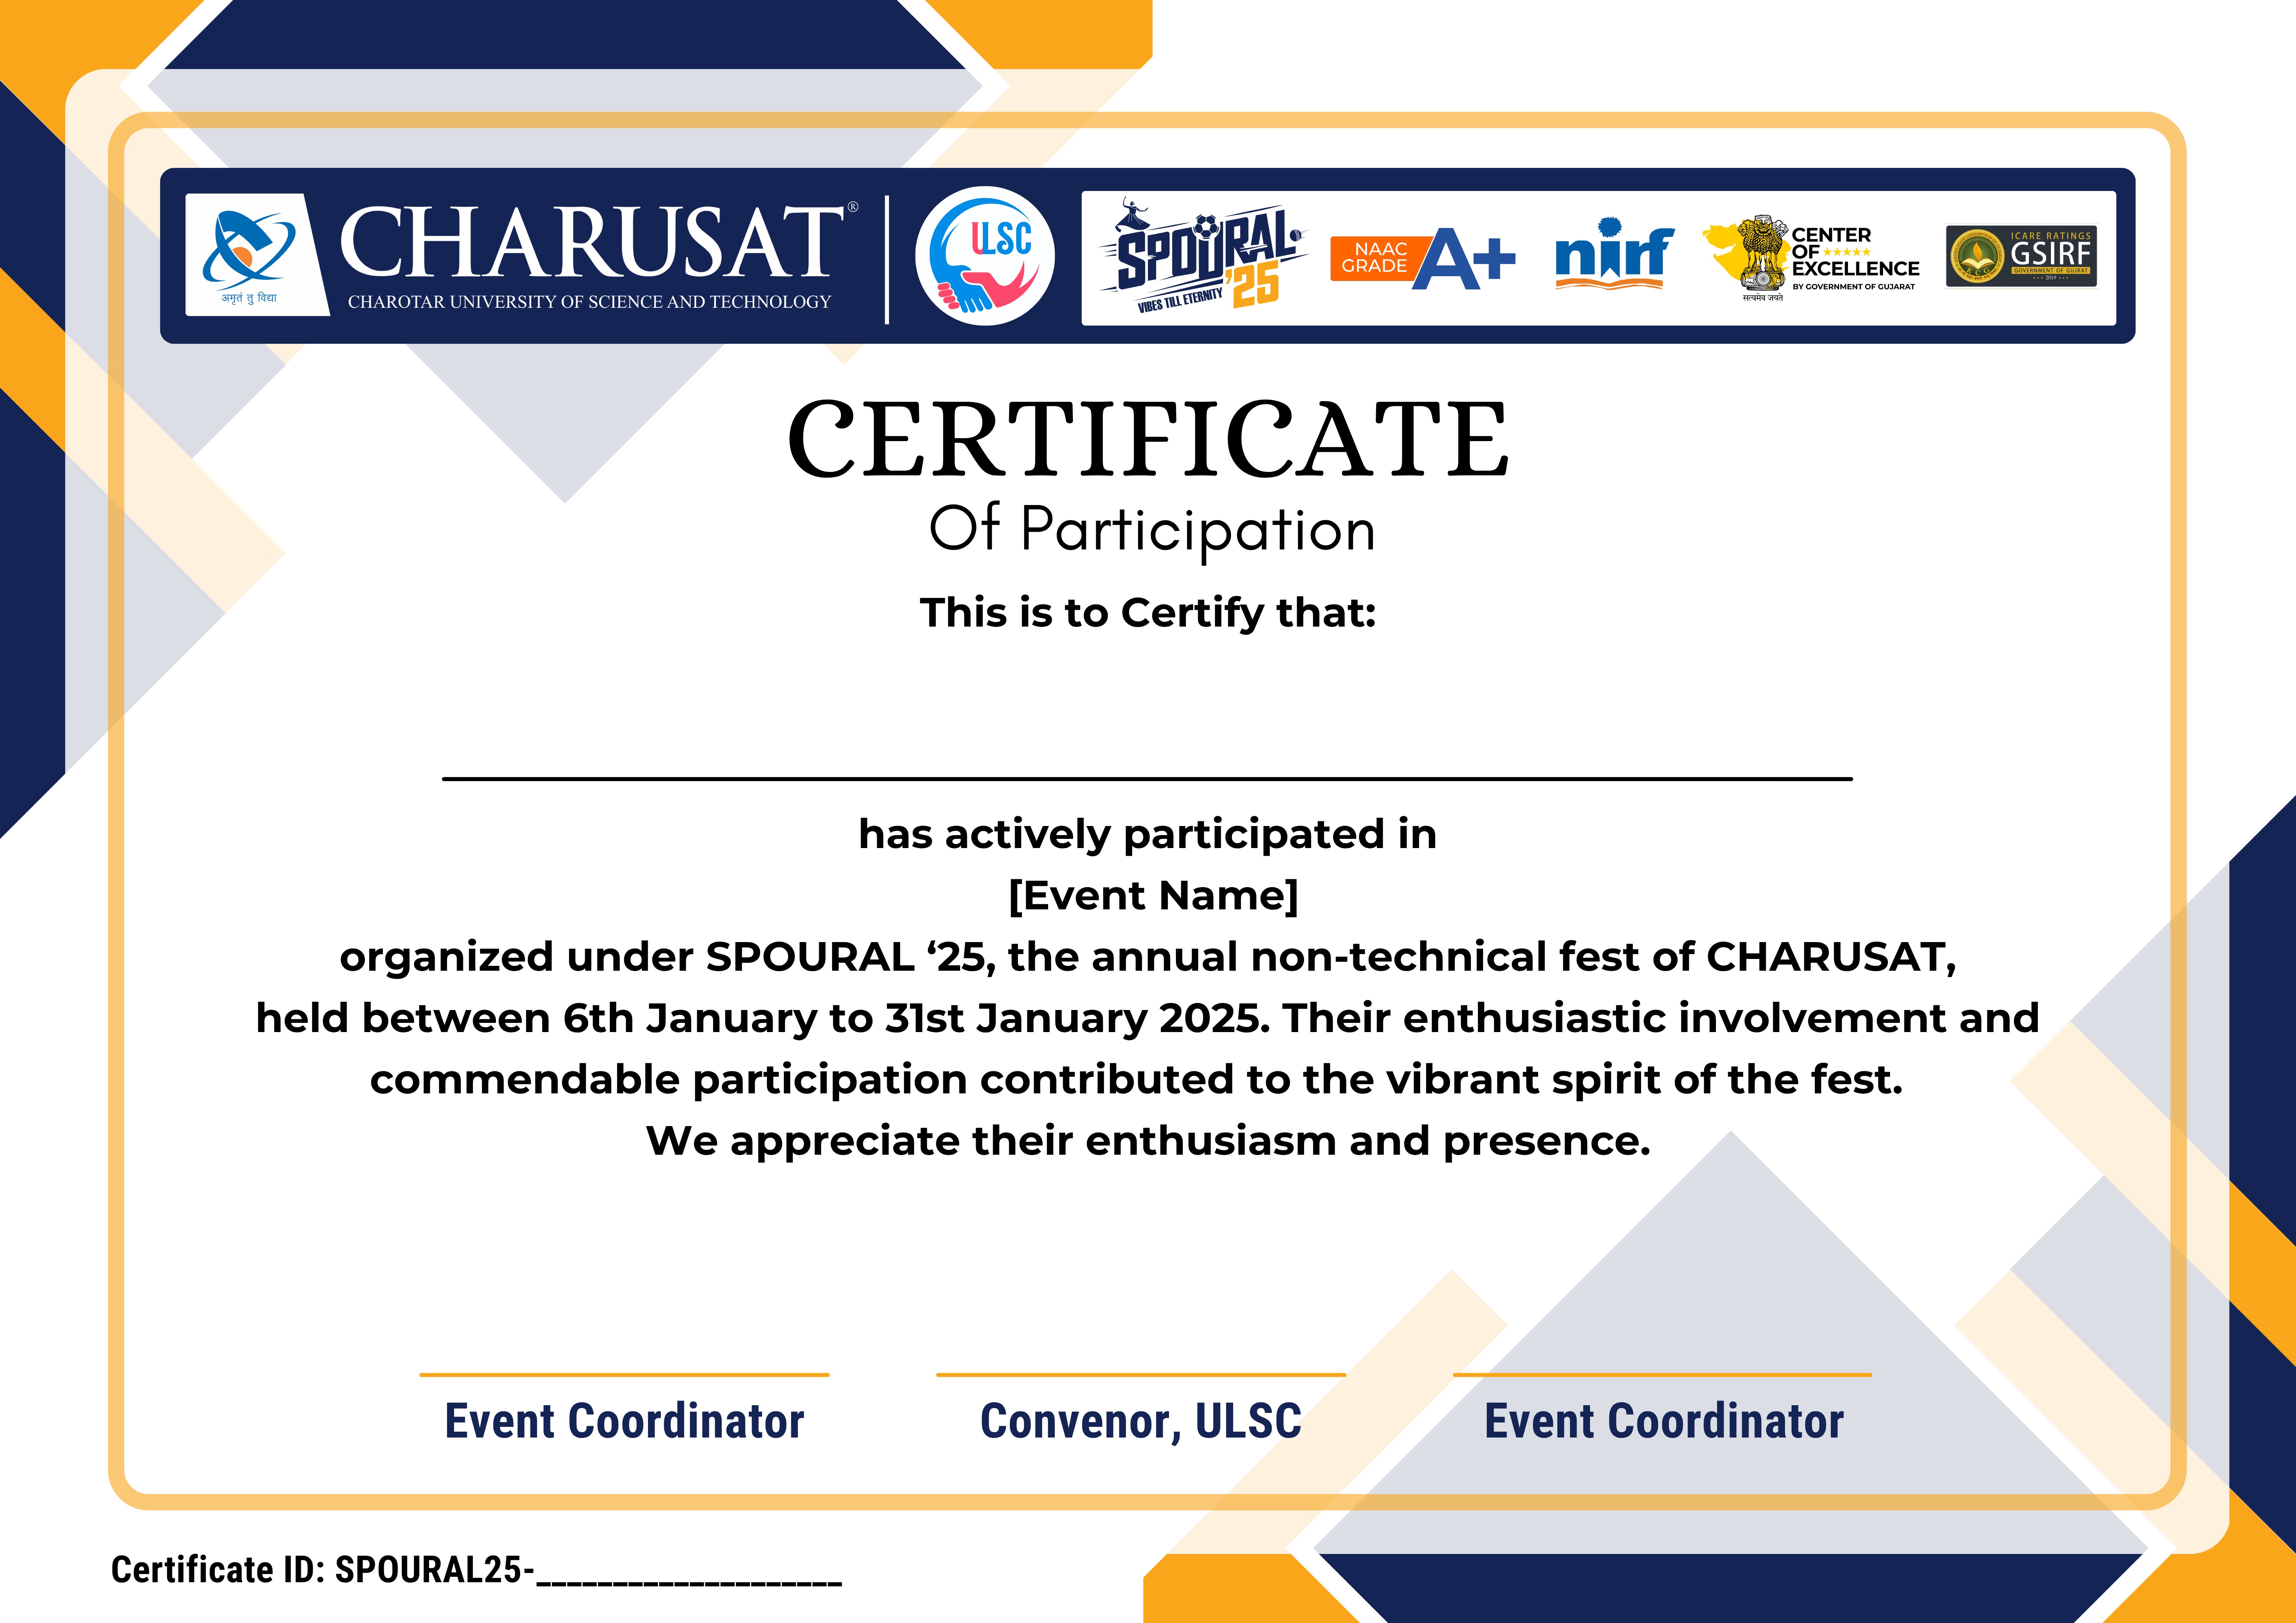 अमृतं तु विद्या
CHARUSAT®
CHAROTAR UNIVERSITY OF SCIENCE AND TECHNOLOGY
ULSC
SPOURAL
'25
VIBES TILL ETERNITY
NAAC
GRADE
A+
nirf
सत्यमेव जयते
CENTER
OF
EXCELLENCE
BY GOVERNMENT OF GUJARAT
ICARE RATINGS
GSIRF
GOVERNMENT OF GUJRAT
2019
CERTIFICATE
Of Participation
This is to Certify that:
has actively participated in
[Event Name]
organized under SPOURAL ‘25, the annual non-technical fest of CHARUSAT,
held between 6th January to 31st January 2025. Their enthusiastic involvement and
commendable participation contributed to the vibrant spirit of the fest.
We appreciate their enthusiasm and presence.
Event Coordinator
Convenor, ULSC
Event Coordinator
Certificate ID: SPOURAL25-____________________